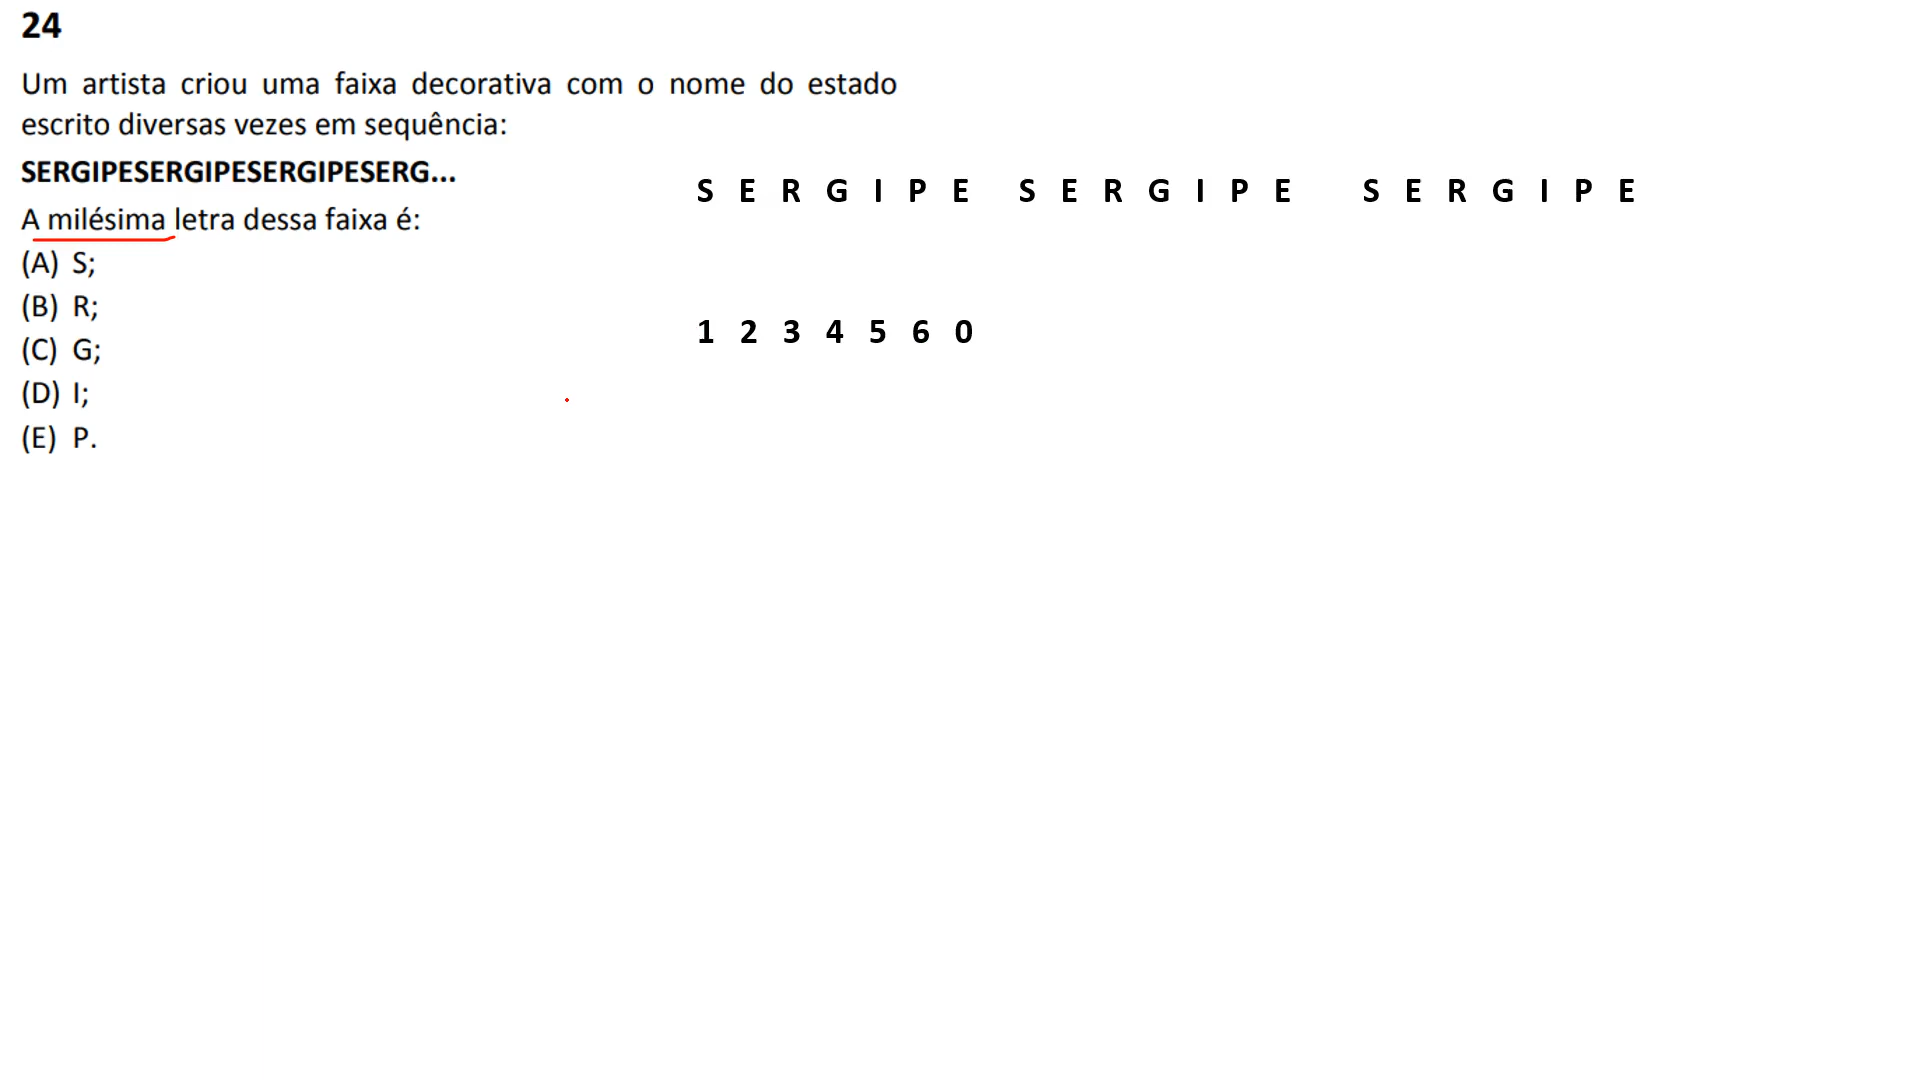 24
Um artista criou uma faixa decorativa com o nome do estado
escrito diversas vezes em sequência:
SERGIPESERGIPESERGIPESERG...
A milésima letra dessa faixa é:
(A) S;
(B) R;
(C) G;
(D) I;
(E) P.
S E R G I P E S E R G I P E S E R G I P E
1 2 3 4 5 6 0